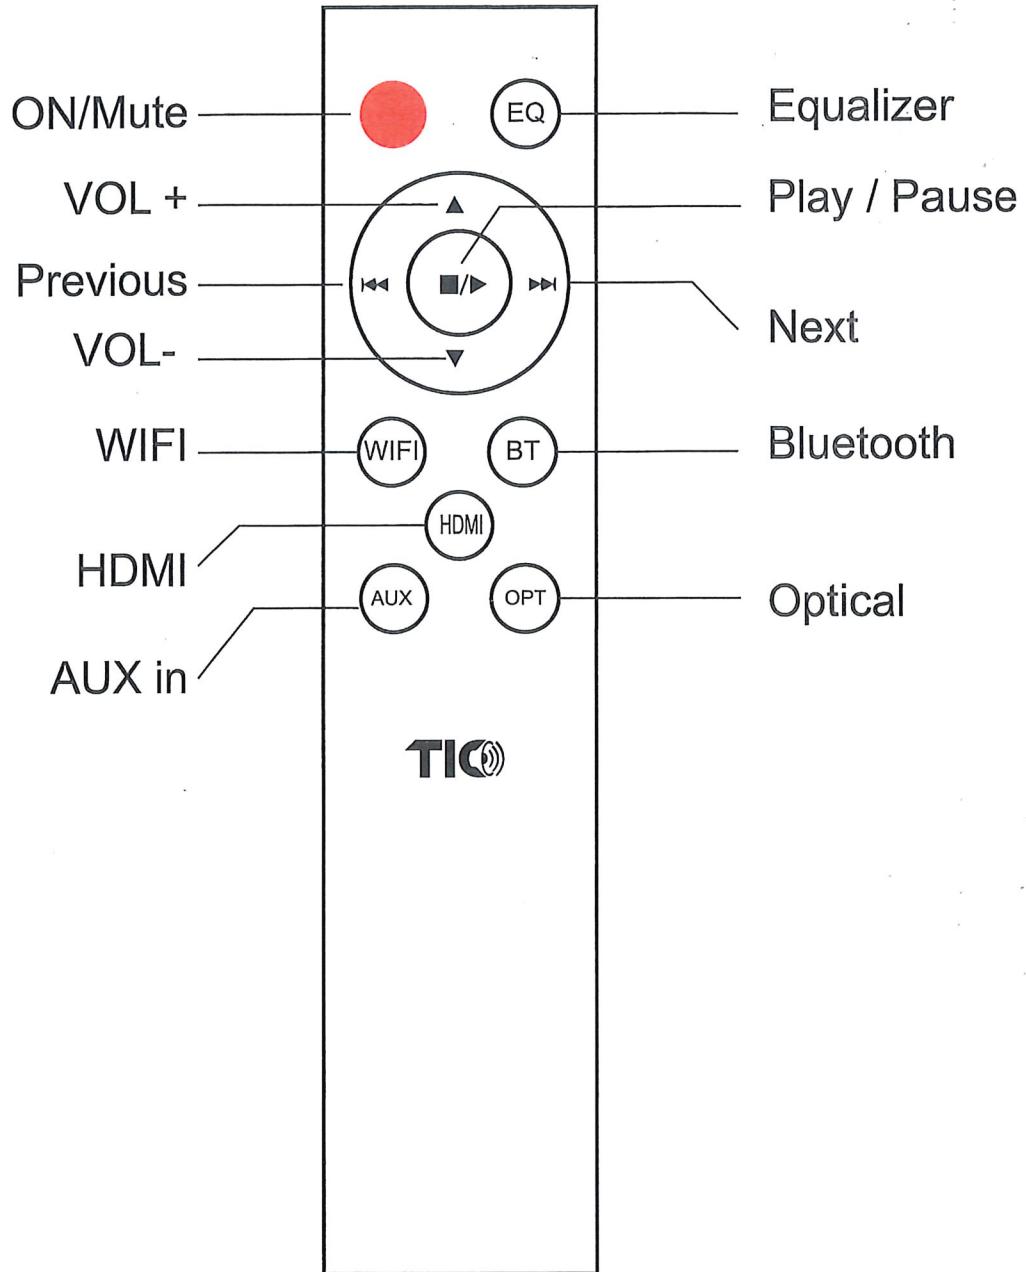 ON/Mute
EQ
Equalizer
VOL +
Play / Pause
Previous
Next
VOL-
WIFI
WIFI
BT
Bluetooth
HDMI
HDMI
AUX
OPT
Optical
AUX in
TIC